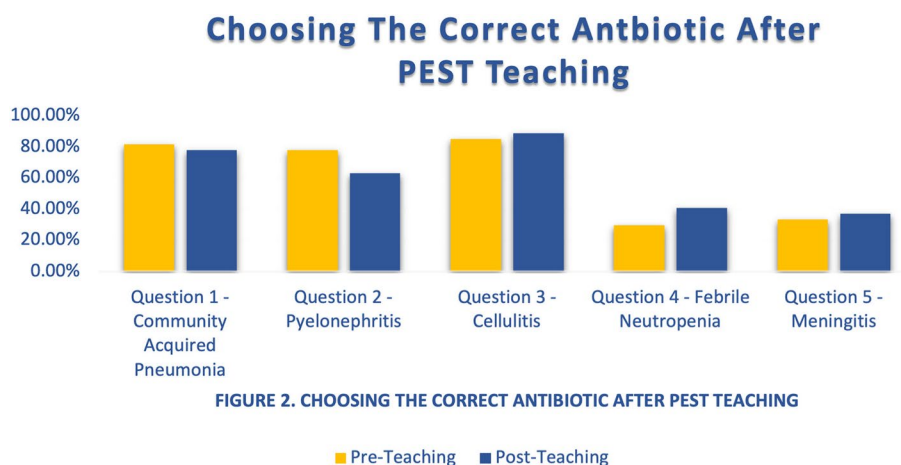 Choosing The Correct Antbiotic After
PEST Teaching
100.00%
80.00%
60.00%
40.00%
20.00%
0.00%
Question 1 -
Community
Acquired
Pneumonia
Question 2 -
Pyelonephritis
Question 3 -
Cellulitis
Question 4 - Febrile
Neutropenia
Question 5 -
Meningitis
FIGURE 2. CHOOSING THE CORRECT ANTIBIOTIC AFTER PEST TEACHING
Pre-Teaching
Post-Teaching